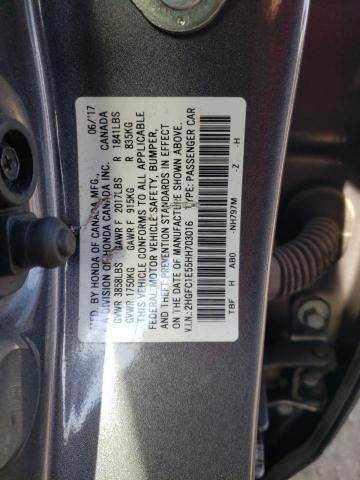 MFD. BY HONDA OF CANADA MFG., 06/17
A DIVISION OF HONDA CANADA INC. CANADA
GVWR 3858LBS GAWR F 2017LBS R 1841LBS
GVWR 1750KG GAWR F 915KG R 835KG
THIS VEHICLE CONFORMS TO ALL APPLICABLE
FEDERAL MOTOR VEHICLE SAFETY, BUMPER,
AND THEFT PREVENTION STANDARDS IN EFFECT
ON THE DATE OF MANUFACTURE SHOWN ABOVE.
V.I.N.: 2HGFC1E55HH703016 TYPE: PASSENGER CAR
TBF H AB0 -NH797M -Z -H